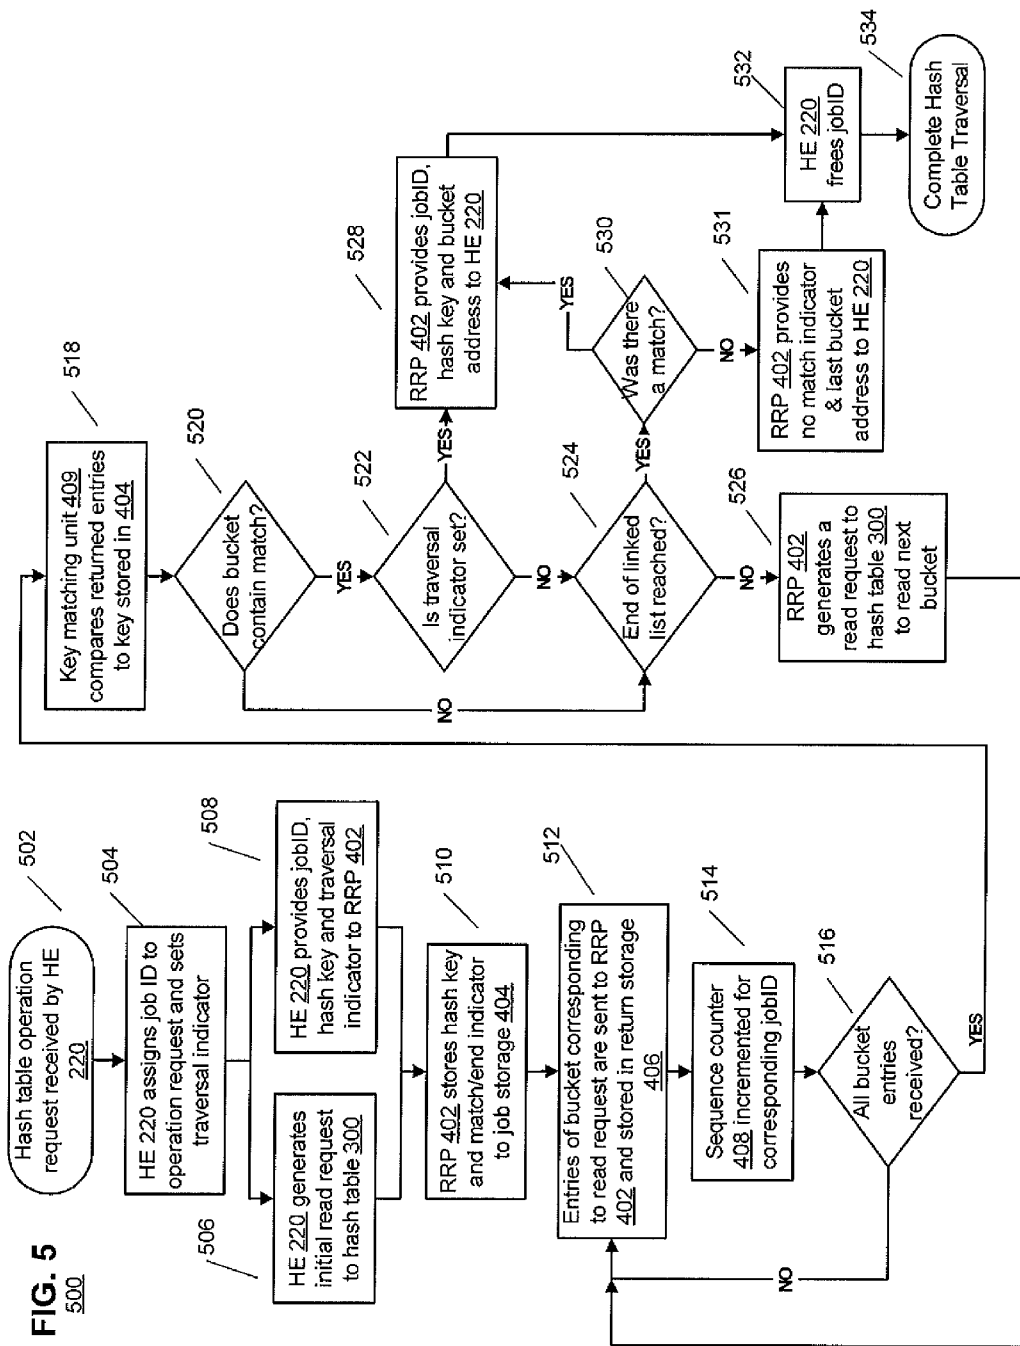 FIG. 5
500
Hash table operation
request received by HE
220
502
HE 220 assigns job ID to
operation request and sets
traversal indicator
504
HE 220 generates
initial read request
to hash table 300
506
HE 220 provides jobID,
hash key and traversal
indicator to RRP 402
508
RRP 402 stores hash key
and match/end indicator
to job storage 404
510
Entries of bucket corresponding
to read request are sent to RRP
402 and stored in return storage
406
512
Sequence counter
408 incremented for
corresponding jobID
514
All bucket
entries
received?
516
NO
YES
Key matching unit 409
compares returned entries
to key stored in 404
518
Does bucket
contain match?
520
YES
NO
Is traversal
indicator set?
522
YES
NO
End of linked
list reached?
524
YES
NO
RRP 402
generates a
read request to
hash table 300
to read next
bucket
526
RRP 402 provides jobID,
hash key and bucket
address to HE 220
528
Was there
a match?
530
YES
NO
RRP 402 provides
no match indicator
& last bucket
address to HE 220
531
HE 220
frees jobID
532
Complete Hash
Table Traversal
534